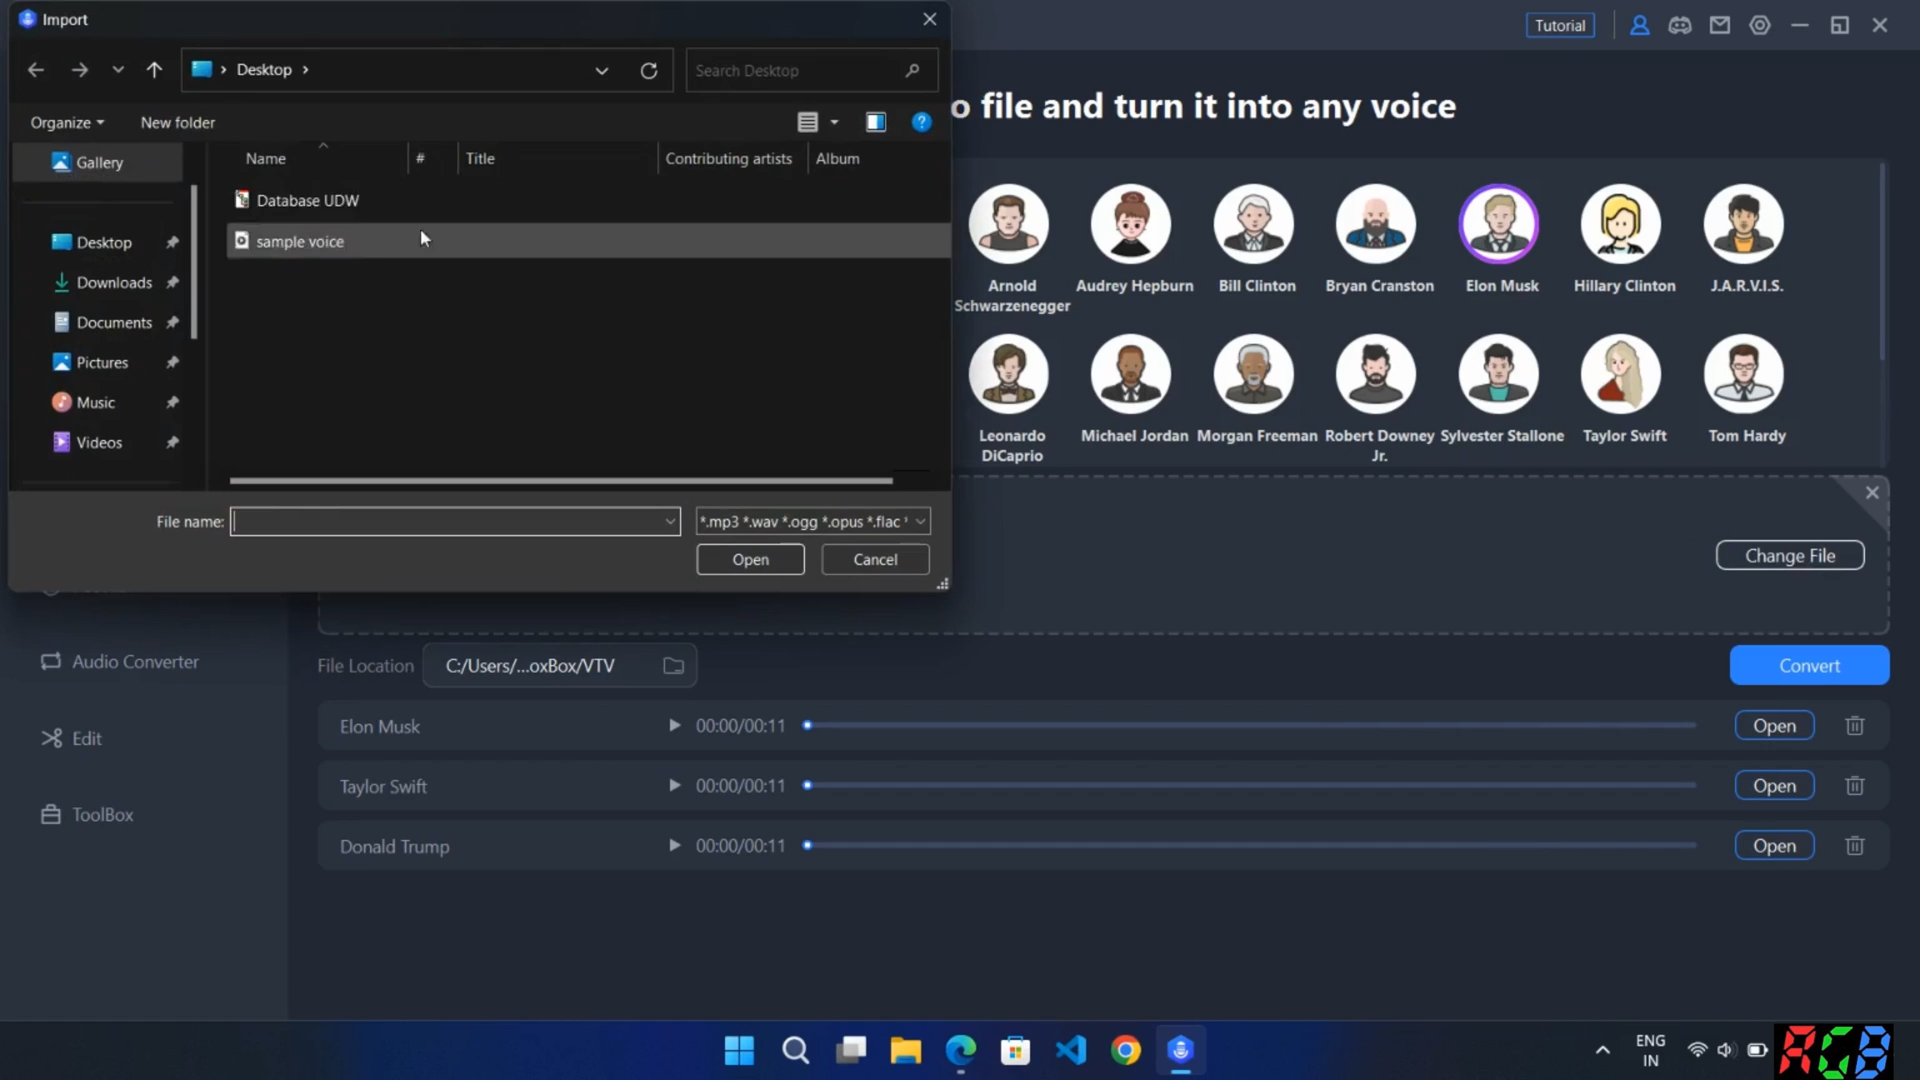 Import
Tutorial
Desktop
Search Desktop
Organize
New folder
?
Gallery
Desktop
Downloads
Documents
Pictures
Music
Videos
Name
#
Title
Contributing artists
Album
Database UDW
sample voice
File name:
*.mp3 *.wav *.ogg *.opus *.flac *
Open
Cancel
o file and turn it into any voice
Arnold
Schwarzenegger
Audrey Hepburn
Bill Clinton
Bryan Cranston
Elon Musk
Hillary Clinton
J.A.R.V.I.S.
Leonardo
DiCaprio
Michael Jordan
Morgan Freeman
Robert Downey
Jr.
Sylvester Stallone
Taylor Swift
Tom Hardy
Change File
Audio Converter
Edit
ToolBox
File Location
C:/Users/...oxBox/VTV
Convert
Elon Musk
00:00/00:11
Open
Taylor Swift
00:00/00:11
Open
Donald Trump
00:00/00:11
Open
ENG
IN
RGB